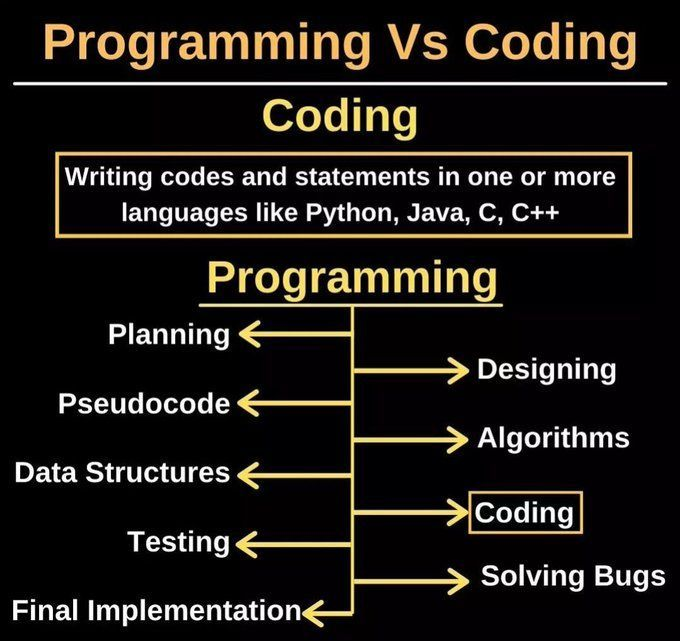 Programming Vs Coding
Coding
Writing codes and statements in one or more
languages like Python, Java, C, C++
Programming
Planning
Designing
Pseudocode
Algorithms
Data Structures
Coding
Testing
Solving Bugs
Final Implementation